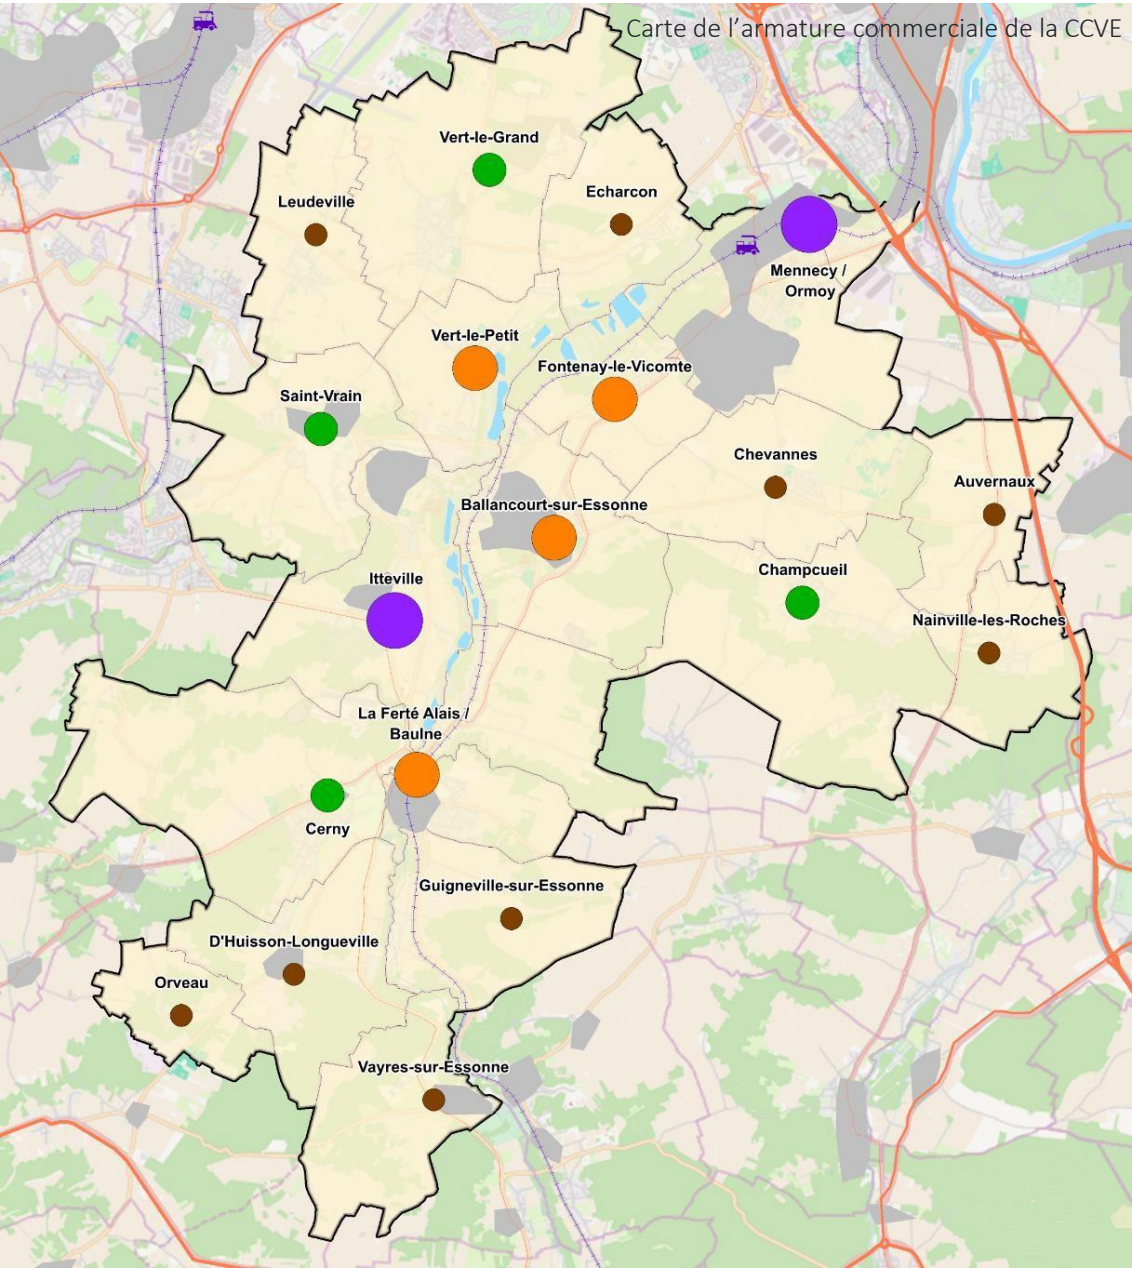 Carte de l’armature commerciale de la CCVE
Vert-le-Grand
Echarcon
Leudeville
Mennecy /
Ormoy
Vert-le-Petit
Fontenay-le-Vicomte
Saint-Vrain
Chevannes
Auvernaux
Ballancourt-sur-Essonne
Champcueil
Itteville
Nainville-les-Roches
La Ferté Alais /
Baulne
Cerny
Guigneville-sur-Essonne
D'Huisson-Longueville
Orveau
Vayres-sur-Essonne